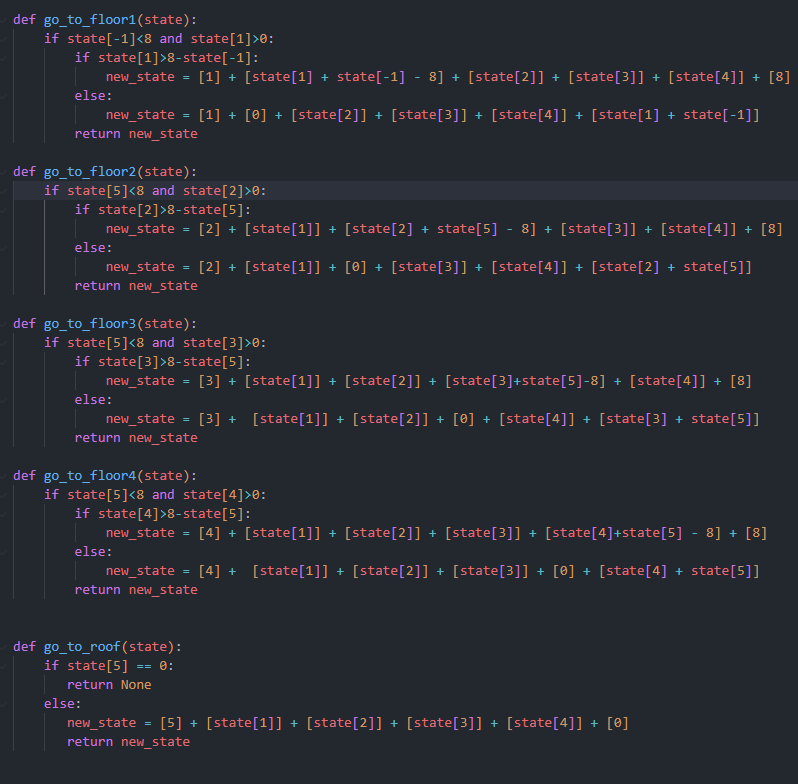 def go_to_floor1(state):
    if state[-1]<8 and state[1]>0:
        if state[1]>8-state[-1]:
            new_state = [1] + [state[1] + state[-1] - 8] + [state[2]] + [state[3]] + [state[4]] + [8]
        else:
            new_state = [1] + [0] + [state[2]] + [state[3]] + [state[4]] + [state[1] + state[-1]]
        return new_state

def go_to_floor2(state):
    if state[5]<8 and state[2]>0:
        if state[2]>8-state[5]:
            new_state = [2] + [state[1]] + [state[2] + state[5] - 8] + [state[3]] + [state[4]] + [8]
        else:
            new_state = [2] + [state[1]] + [0] + [state[3]] + [state[4]] + [state[2] + state[5]]
        return new_state

def go_to_floor3(state):
    if state[5]<8 and state[3]>0:
        if state[3]>8-state[5]:
            new_state = [3] + [state[1]] + [state[2]] + [state[3]+state[5]-8] + [state[4]] + [8]
        else:
            new_state = [3] +  [state[1]] + [state[2]] + [0] + [state[4]] + [state[3] + state[5]]
        return new_state

def go_to_floor4(state):
    if state[5]<8 and state[4]>0:
        if state[4]>8-state[5]:
            new_state = [4] + [state[1]] + [state[2]] + [state[3]] + [state[4]+state[5] - 8] + [8]
        else:
            new_state = [4] +  [state[1]] + [state[2]] + [state[3]] + [0] + [state[4] + state[5]]
        return new_state


def go_to_roof(state):
    if state[5] == 0:
       return None
    else:
       new_state = [5] + [state[1]] + [state[2]] + [state[3]] + [state[4]] + [0]
       return new_state